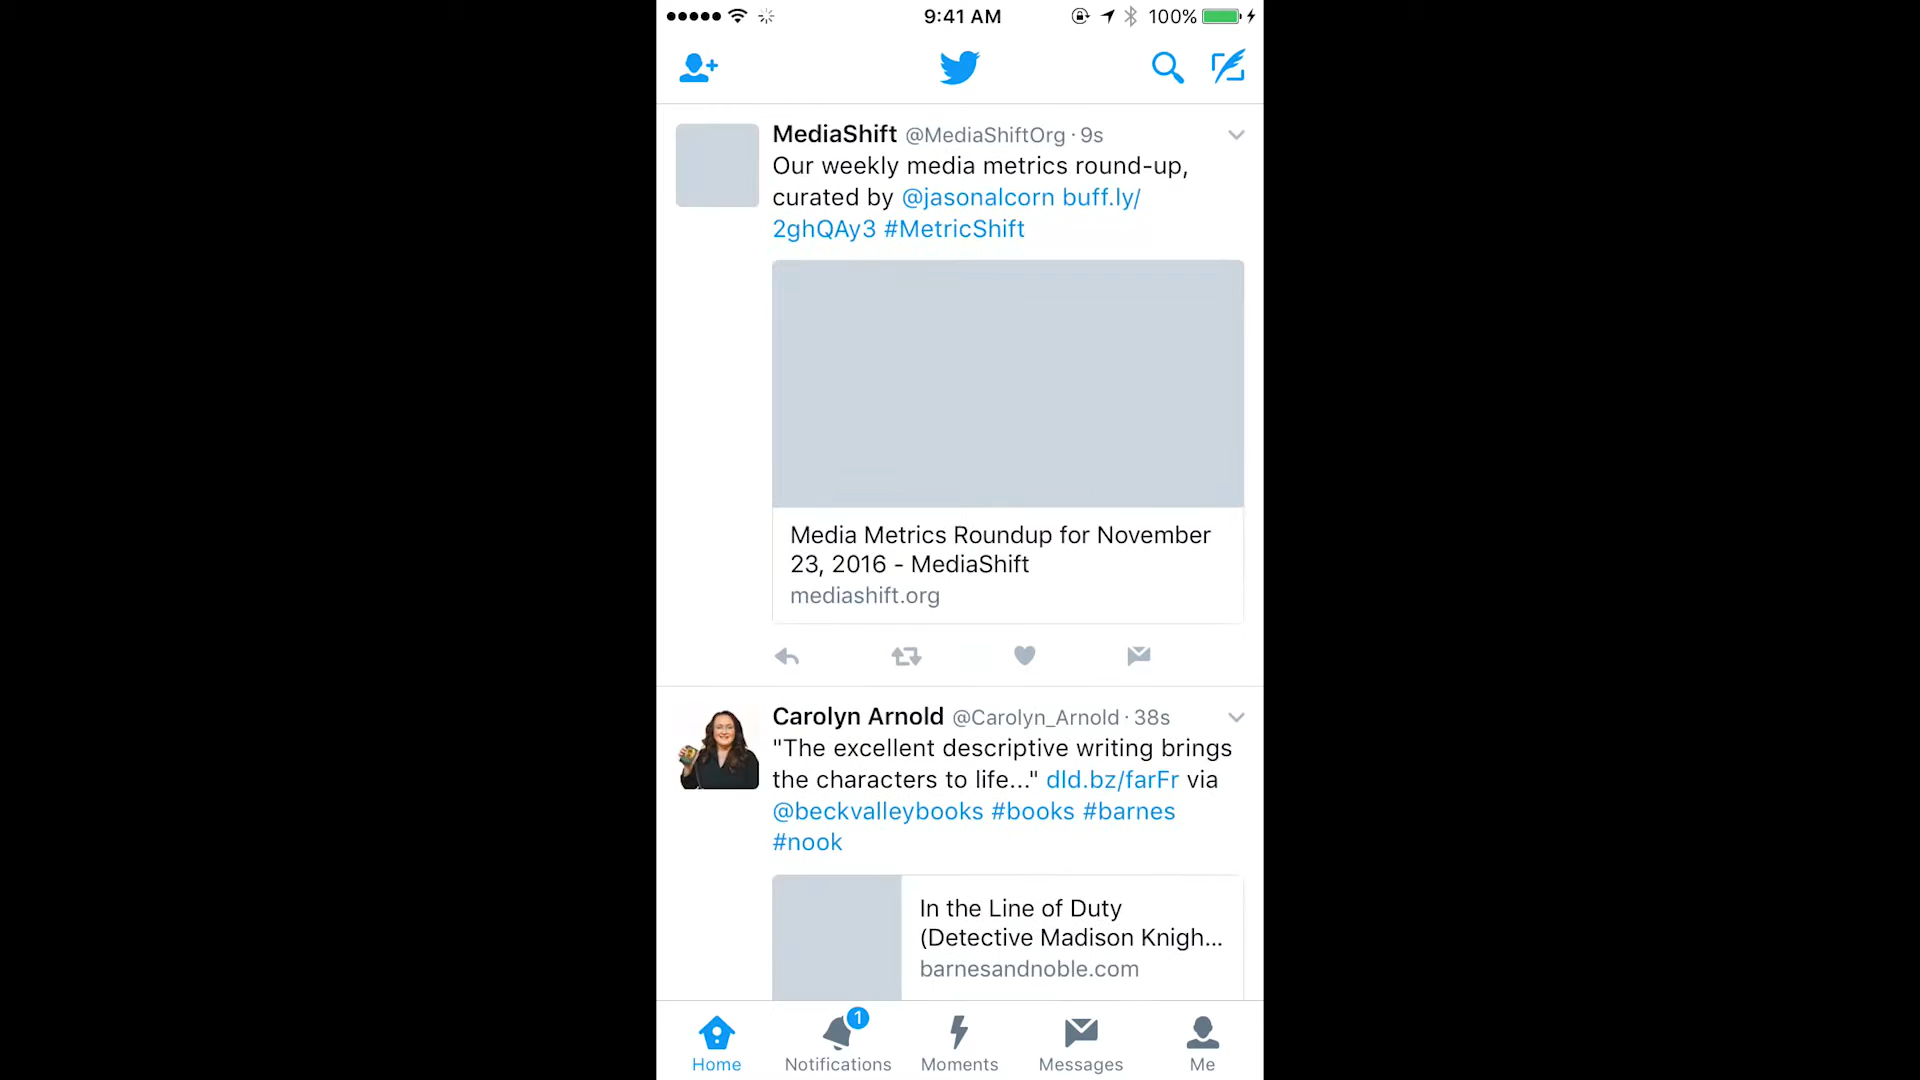 9:41 AM
100%
MediaShift @MediaShiftOrg · 9s
Our weekly media metrics round-up,
curated by @jasonalcorn buff.ly/
2ghQAy3 #MetricShift
Media Metrics Roundup for November
23, 2016 - MediaShift
mediashift.org
Carolyn Arnold @Carolyn_Arnold · 38s
"The excellent descriptive writing brings
the characters to life..." dld.bz/farFr via
@beckvalleybooks #books #barnes
#nook
In the Line of Duty
(Detective Madison Knigh...
barnesandnoble.com
1
Home Notifications Moments Messages Me